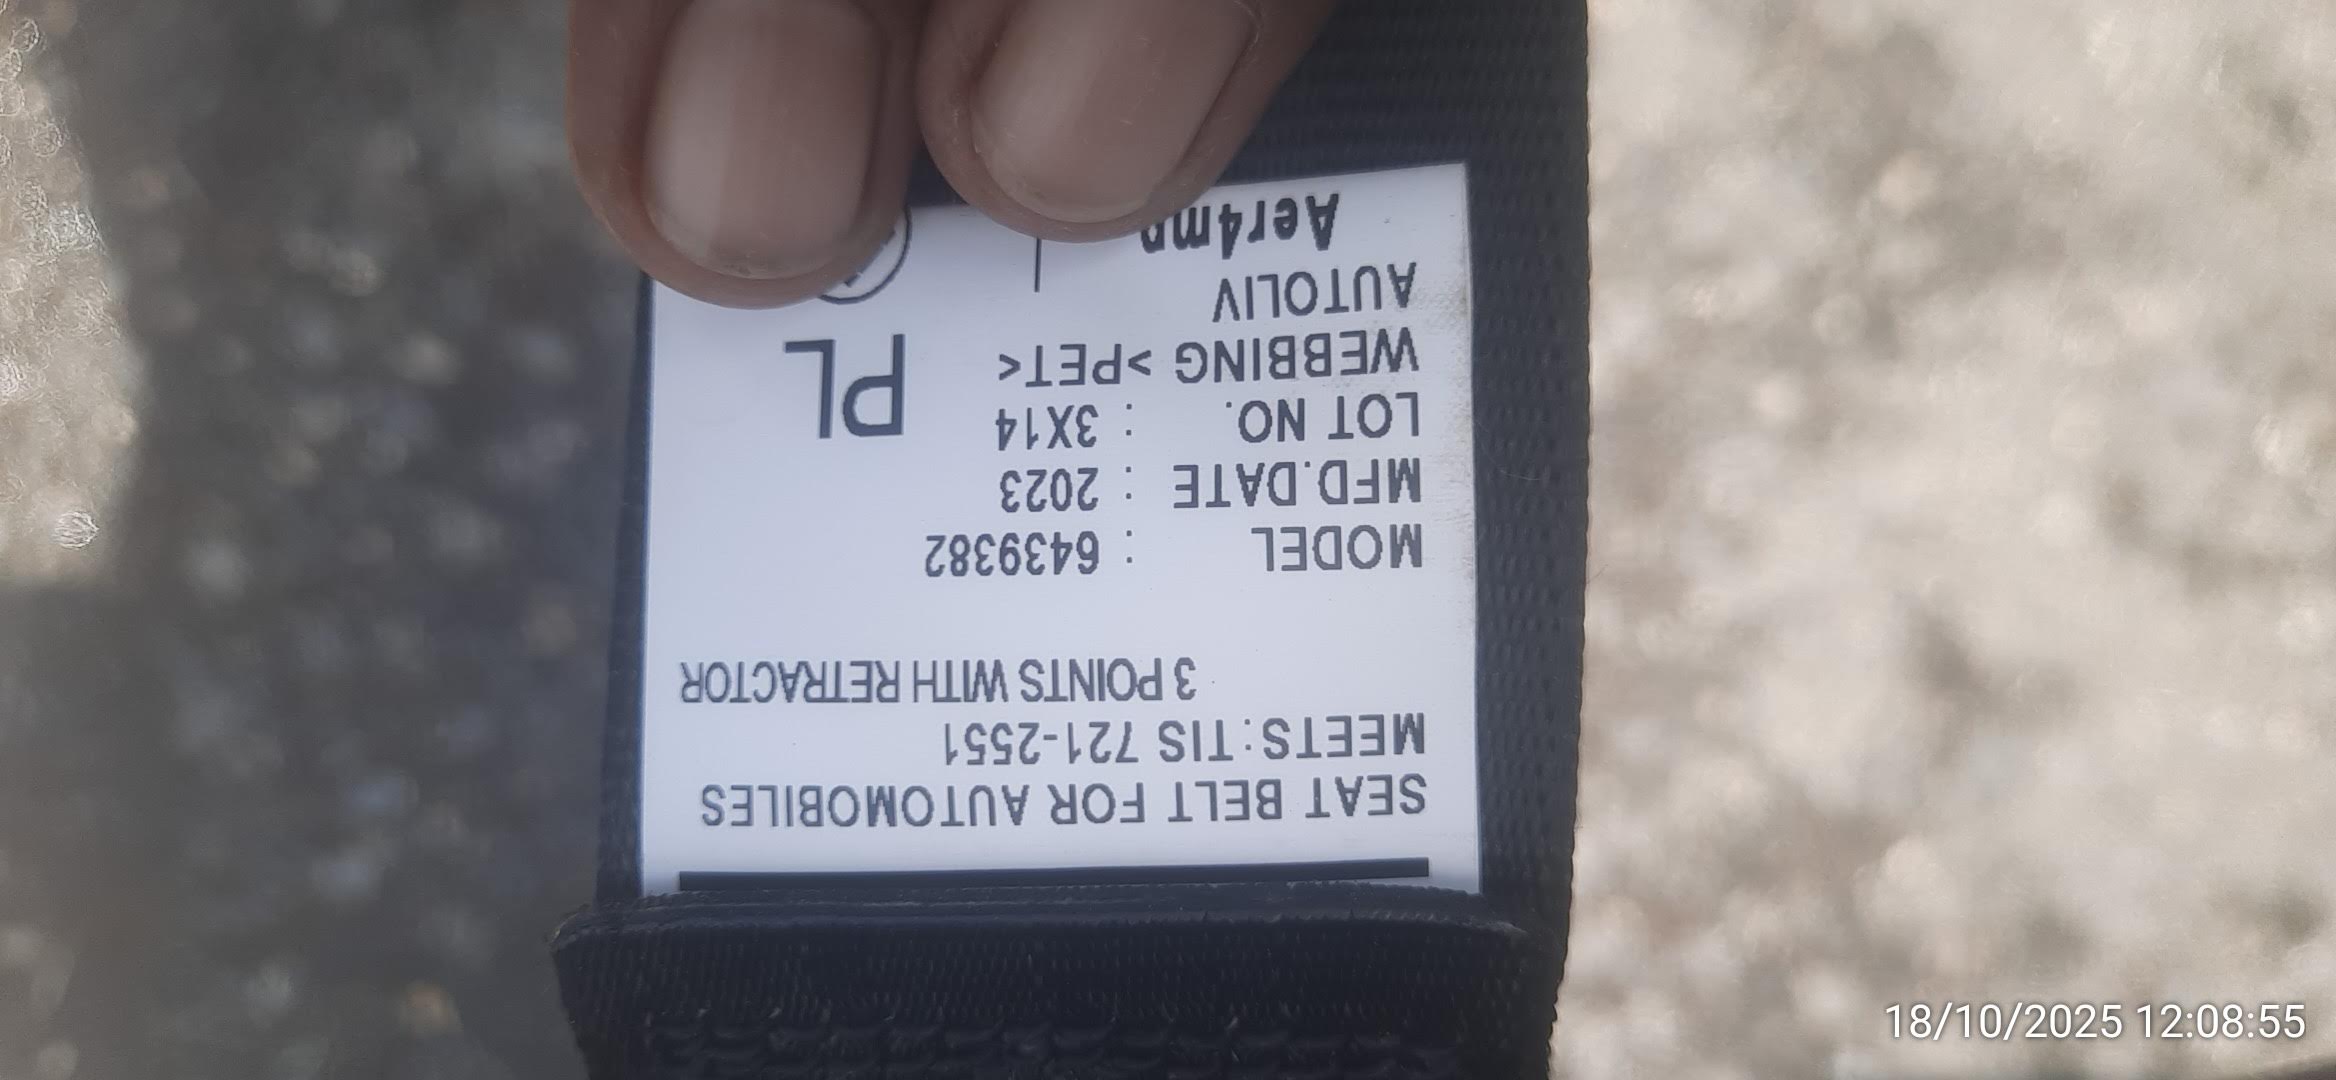 SEAT BELT FOR AUTOMOBILES
MEETS:TIS 721-2551
3 POINTS WITH RETRACTOR
MODEL : 6439382
MFD.DATE : 2023
LOT NO. : 3X14
WEBBING >PET<
PL
AUTOLIV
18/10/2025 12:08:55